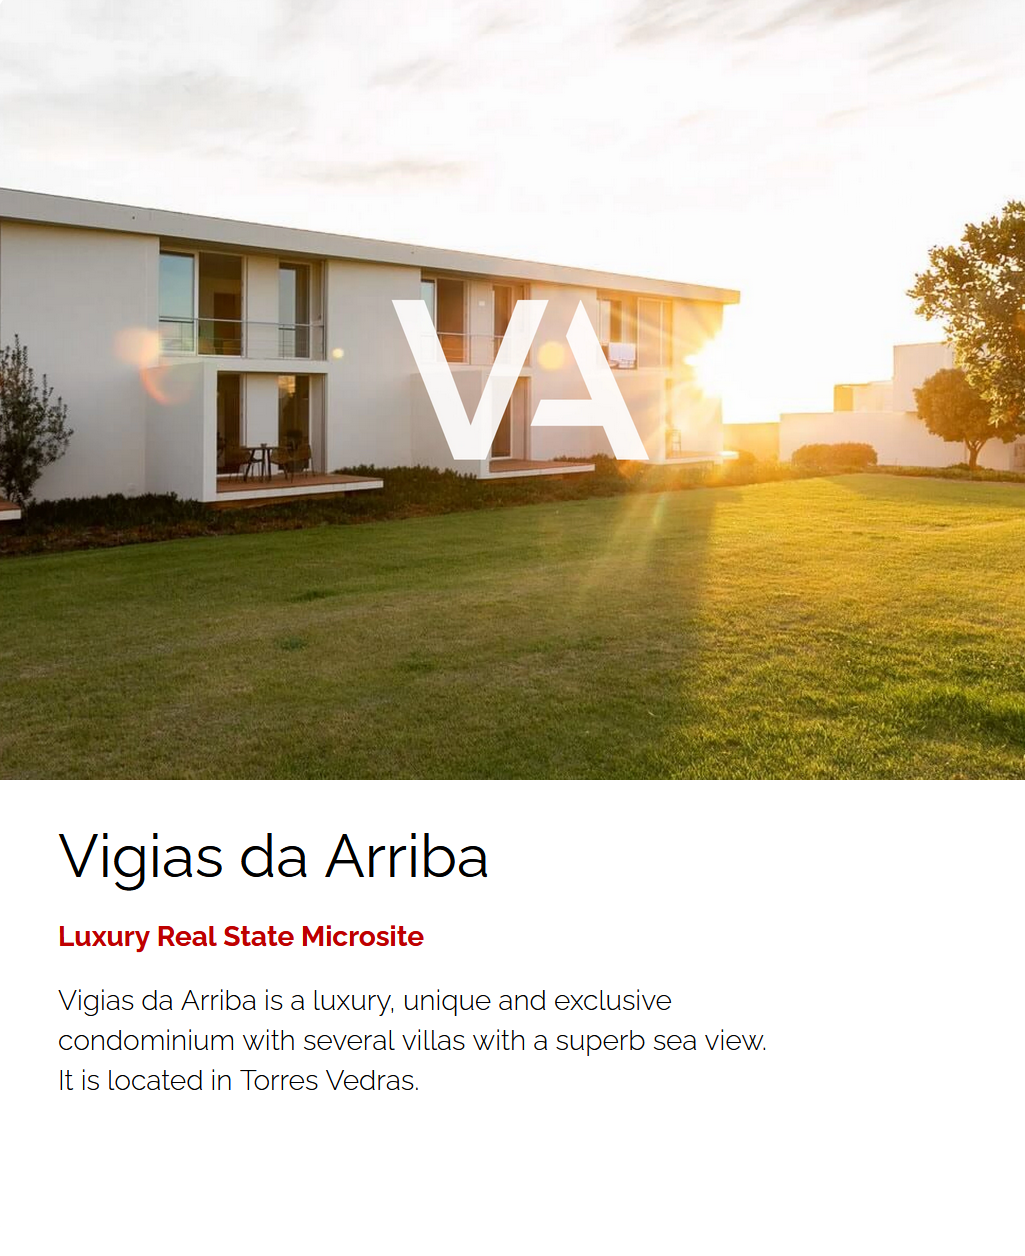 VA
Vigias da Arriba
Luxury Real State Microsite
Vigias da Arriba is a luxury, unique and exclusive
condominium with several villas with a superb sea view.
It is located in Torres Vedras.